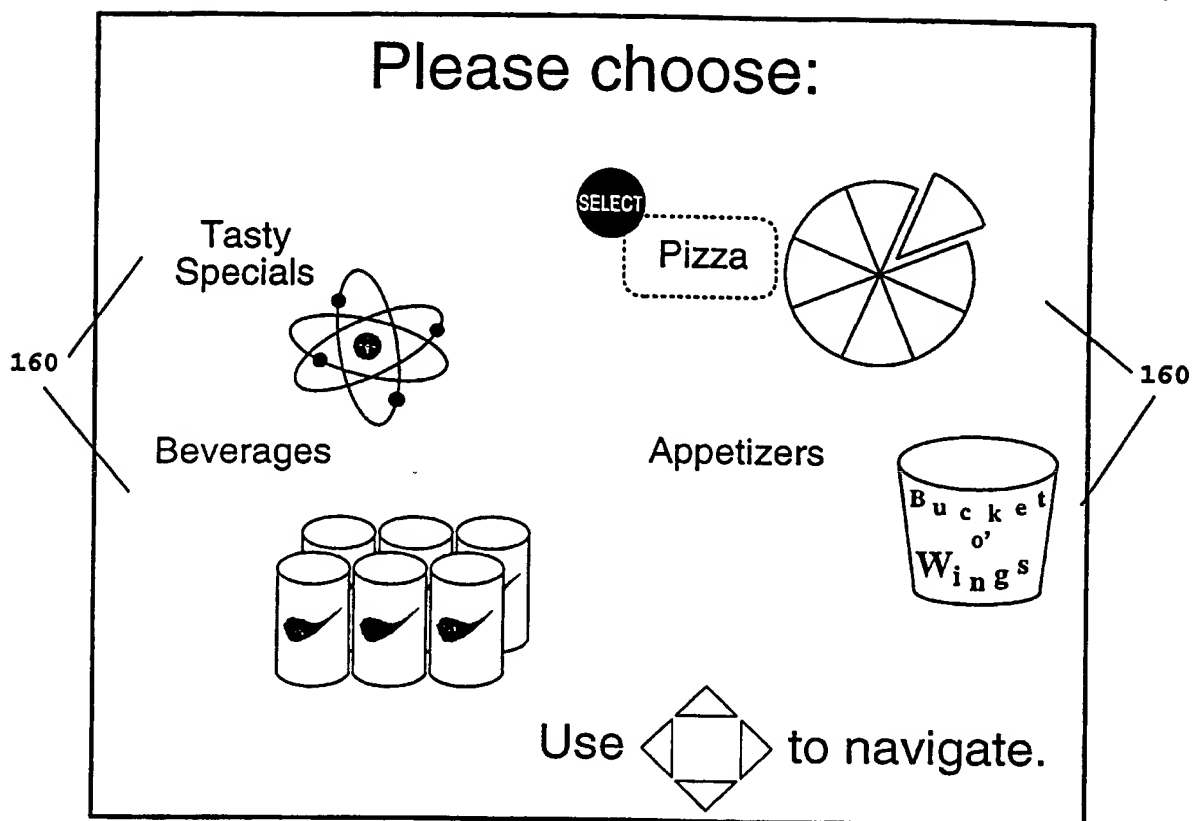 Please choose:
SELECT
Tasty
Specials
Pizza
160
160
Beverages
Appetizers
Bucket
o'
Wings
Use to navigate.